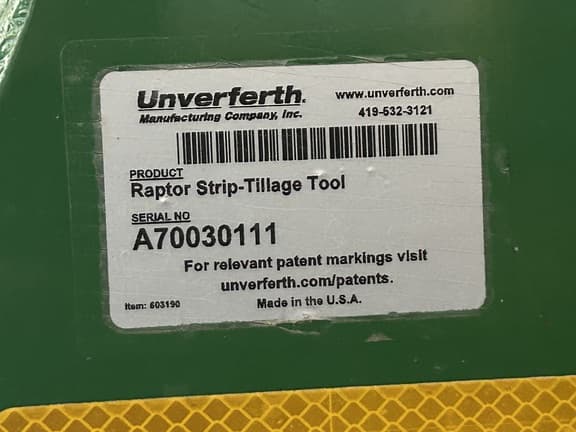 Unverferth.
Manufacturing Company, Inc.
www.unverferth.com
419-532-3121
PRODUCT
Raptor Strip-Tillage Tool
SERIAL NO
A70030111
For relevant patent markings visit
unverferth.com/patents.
Made in the U.S.A.
Item: 603190